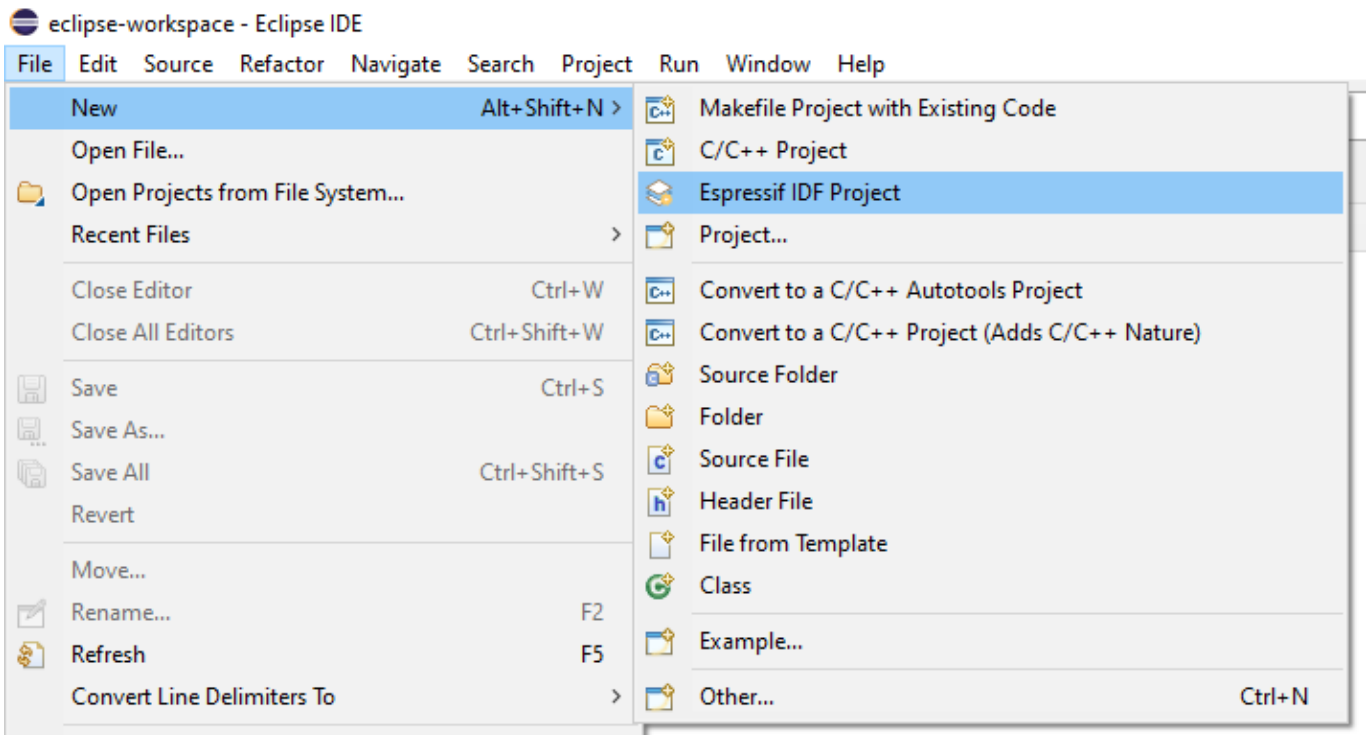 eclipse-workspace - Eclipse IDE
File Edit Source Refactor Navigate Search Project Run Window Help
New Alt+Shift+N >
Open File...
Open Projects from File System...
Recent Files >
Close Editor Ctrl+W
Close All Editors Ctrl+Shift+W
Save Ctrl+S
Save As...
Save All Ctrl+Shift+S
Revert
Move...
Rename... F2
Refresh F5
Convert Line Delimiters To >
Makefile Project with Existing Code
C/C++ Project
Espressif IDF Project
Project...
Convert to a C/C++ Autotools Project
Convert to a C/C++ Project (Adds C/C++ Nature)
Source Folder
Folder
Source File
Header File
File from Template
Class
Example...
Other... Ctrl+N